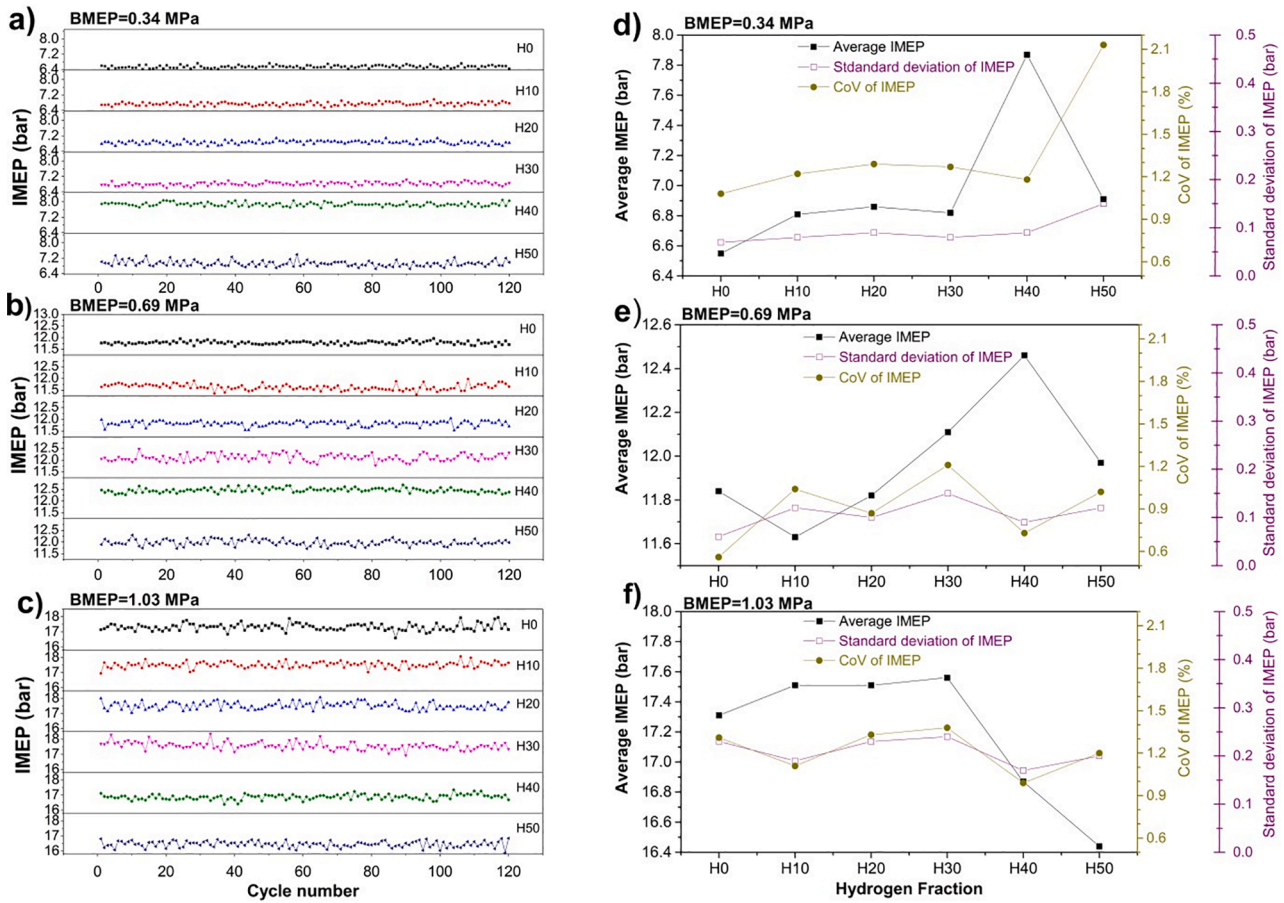 a)
BMEP=0.34 MPa
IMEP (bar)
8.0
7.2
6.4
H0
8.0
7.2
6.4
H10
8.0
7.2
6.4
H20
8.0
7.2
6.4
H30
8.0
7.2
6.4
H40
8.0
7.2
6.4
H50
0 20 40 60 80 100 120
b)
BMEP=0.69 MPa
IMEP (bar)
13.0
12.5
12.0
11.5
H0
12.5
12.0
11.5
H10
12.5
12.0
11.5
H20
12.5
12.0
11.5
H30
12.5
12.0
11.5
H40
12.5
12.0
11.5
H50
0 20 40 60 80 100 120
c)
BMEP=1.03 MPa
IMEP (bar)
18
17
16
H0
18
17
16
H10
18
17
16
H20
18
17
16
H30
18
17
16
H40
18
17
16
H50
0 20 40 60 80 100 120
Cycle number
d)
BMEP=0.34 MPa
Average IMEP (bar)
8.0
7.8
7.6
7.4
7.2
7.0
6.8
6.6
6.4
Average IMEP
Stdandard deviation of IMEP
CoV of IMEP
H0 H10 H20 H30 H40 H50
2.1
1.8
1.5
1.2
0.9
0.6
CoV of IMEP (%)
0.5
0.4
0.3
0.2
0.1
0.0
Standard deviation of IMEP (bar)
e)
BMEP=0.69 MPa
Average IMEP (bar)
12.6
12.4
12.2
12.0
11.8
11.6
Average IMEP
Standard deviation of IMEP
CoV of IMEP
H0 H10 H20 H30 H40 H50
2.1
1.8
1.5
1.2
0.9
0.6
CoV of IMEP (%)
0.5
0.4
0.3
0.2
0.1
0.0
Standard deviation of IMEP (bar)
f)
BMEP=1.03 MPa
Average IMEP (bar)
18.0
17.8
17.6
17.4
17.2
17.0
16.8
16.6
16.4
Average IMEP
Standard deviation of IMEP
CoV of IMEP
H0 H10 H20 H30 H40 H50
Hydrogen Fraction
2.1
1.8
1.5
1.2
0.9
0.6
CoV of IMEP (%)
0.5
0.4
0.3
0.2
0.1
0.0
Standard deviation of IMEP (bar)